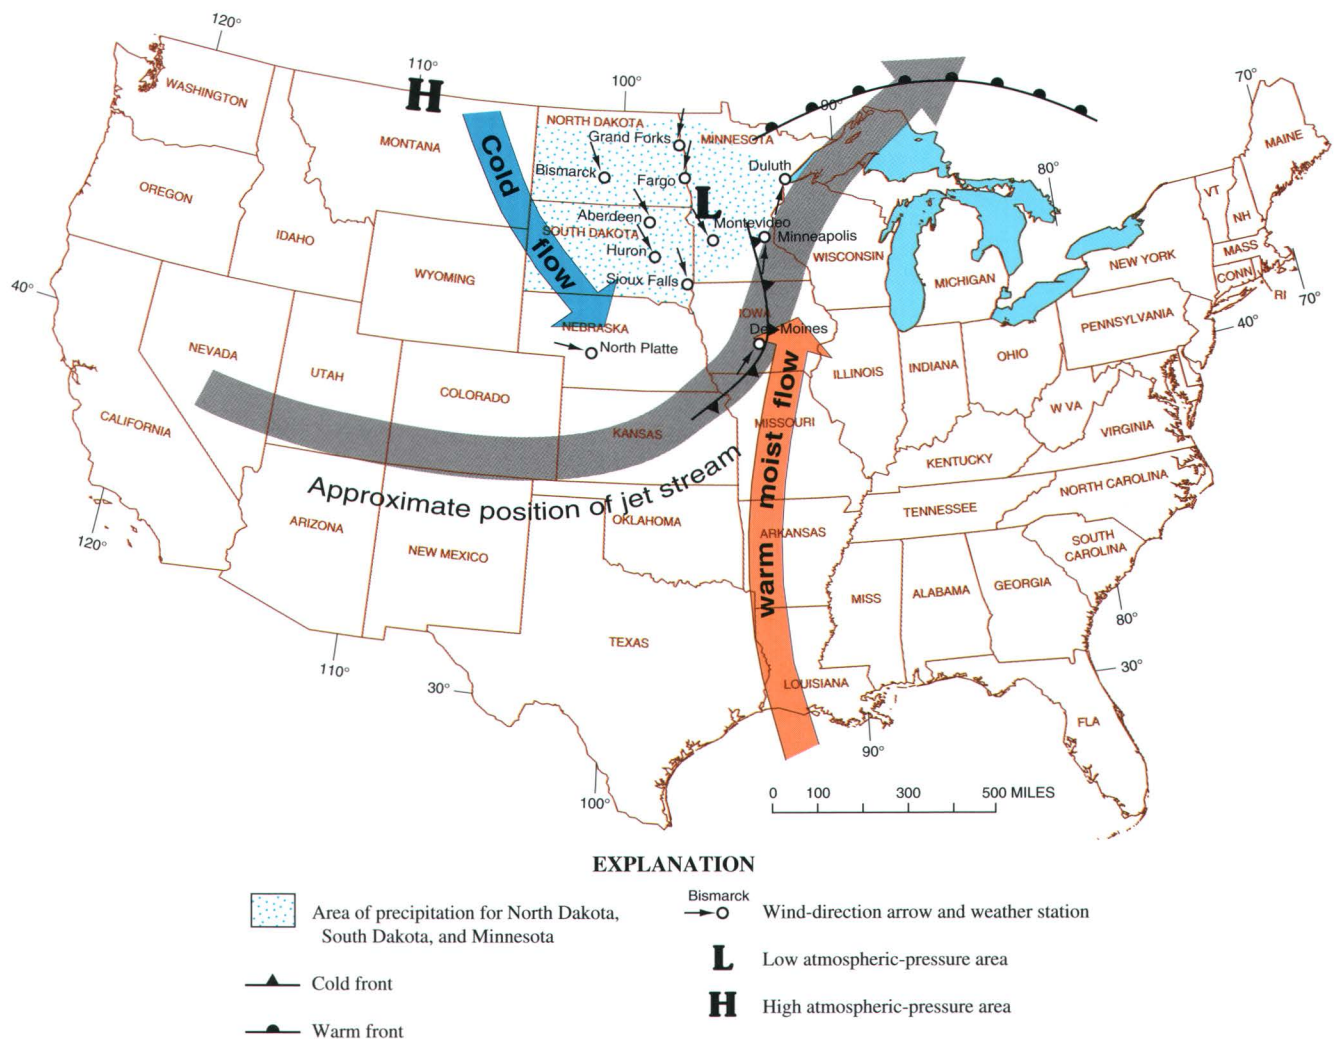 120°
110°
H
100°
90°
70°
80°
WASHINGTON
MONTANA
NORTH DAKOTA
Grand Forks
MINNESOTA
MAINE
OREGON
IDAHO
Cold flow
Bismarck
Fargo
Duluth
L
VT
NH
Aberdeen
SOUTH DAKOTA
Huron
Montevideo
Minneapolis
WYOMING
Sioux Falls
WISCONSIN
MICHIGAN
NEW YORK
MASS
CONN
RI
70°
40°
NEBRASKA
North Platte
IOWA
Des Moines
PENNSYLVANIA
40°
NEVADA
UTAH
COLORADO
ILLINOIS
INDIANA
OHIO
W VA
VIRGINIA
CALIFORNIA
KANSAS
MISSOURI
KENTUCKY
Approximate position of jet stream
warm moist flow
NORTH CAROLINA
TENNESSEE
ARIZONA
NEW MEXICO
OKLAHOMA
ARKANSAS
SOUTH
CAROLINA
120°
MISS
ALABAMA
GEORGIA
80°
TEXAS
110°
30°
LOUISIANA
30°
FLA
90°
100°
0 100 300 500 MILES
EXPLANATION
Area of precipitation for North Dakota,
South Dakota, and Minnesota
Cold front
Warm front
Bismarck
Wind-direction arrow and weather station
L Low atmospheric-pressure area
H High atmospheric-pressure area